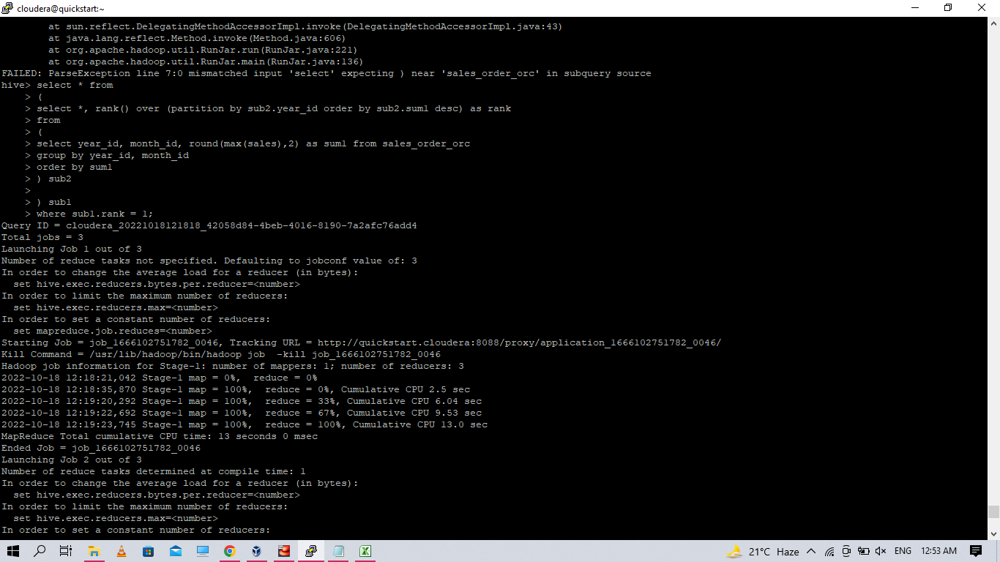 cloudera@quickstart:~
        at sun.reflect.DelegatingMethodAccessorImpl.invoke(DelegatingMethodAccessorImpl.java:43)
        at java.lang.reflect.Method.invoke(Method.java:606)
        at org.apache.hadoop.util.RunJar.run(RunJar.java:221)
        at org.apache.hadoop.util.RunJar.main(RunJar.java:136)
FAILED: ParseException line 7:0 mismatched input 'select' expecting ) near 'sales_order_orc' in subquery source
hive> select * from
    > (
    > select *, rank() over (partition by sub2.year_id order by sub2.sum1 desc) as rank
    > from
    > (
    > select year_id, month_id, round(max(sales),2) as sum1 from sales_order_orc
    > group by year_id, month_id
    > order by sum1
    > ) sub2
    >
    > ) sub1
    > where sub1.rank = 1;
Query ID = cloudera_20221018121818_42058d84-4beb-4016-8190-7a2afc76add4
Total jobs = 3
Launching Job 1 out of 3
Number of reduce tasks not specified. Defaulting to jobconf value of: 3
In order to change the average load for a reducer (in bytes):
  set hive.exec.reducers.bytes.per.reducer=<number>
In order to limit the maximum number of reducers:
  set hive.exec.reducers.max=<number>
In order to set a constant number of reducers:
  set mapreduce.job.reduces=<number>
Starting Job = job_1666102751782_0046, Tracking URL = http://quickstart.cloudera:8088/proxy/application_1666102751782_0046/
Kill Command = /usr/lib/hadoop/bin/hadoop job  -kill job_1666102751782_0046
Hadoop job information for Stage-1: number of mappers: 1; number of reducers: 3
2022-10-18 12:18:21,042 Stage-1 map = 0%,  reduce = 0%
2022-10-18 12:18:35,870 Stage-1 map = 100%,  reduce = 0%, Cumulative CPU 2.5 sec
2022-10-18 12:19:20,292 Stage-1 map = 100%,  reduce = 33%, Cumulative CPU 6.04 sec
2022-10-18 12:19:22,692 Stage-1 map = 100%,  reduce = 67%, Cumulative CPU 9.53 sec
2022-10-18 12:19:23,745 Stage-1 map = 100%,  reduce = 100%, Cumulative CPU 13.0 sec
MapReduce Total cumulative CPU time: 13 seconds 0 msec
Ended Job = job_1666102751782_0046
Launching Job 2 out of 3
Number of reduce tasks determined at compile time: 1
In order to change the average load for a reducer (in bytes):
  set hive.exec.reducers.bytes.per.reducer=<number>
In order to limit the maximum number of reducers:
  set hive.exec.reducers.max=<number>
In order to set a constant number of reducers:
21°C Haze ENG 12:53 AM